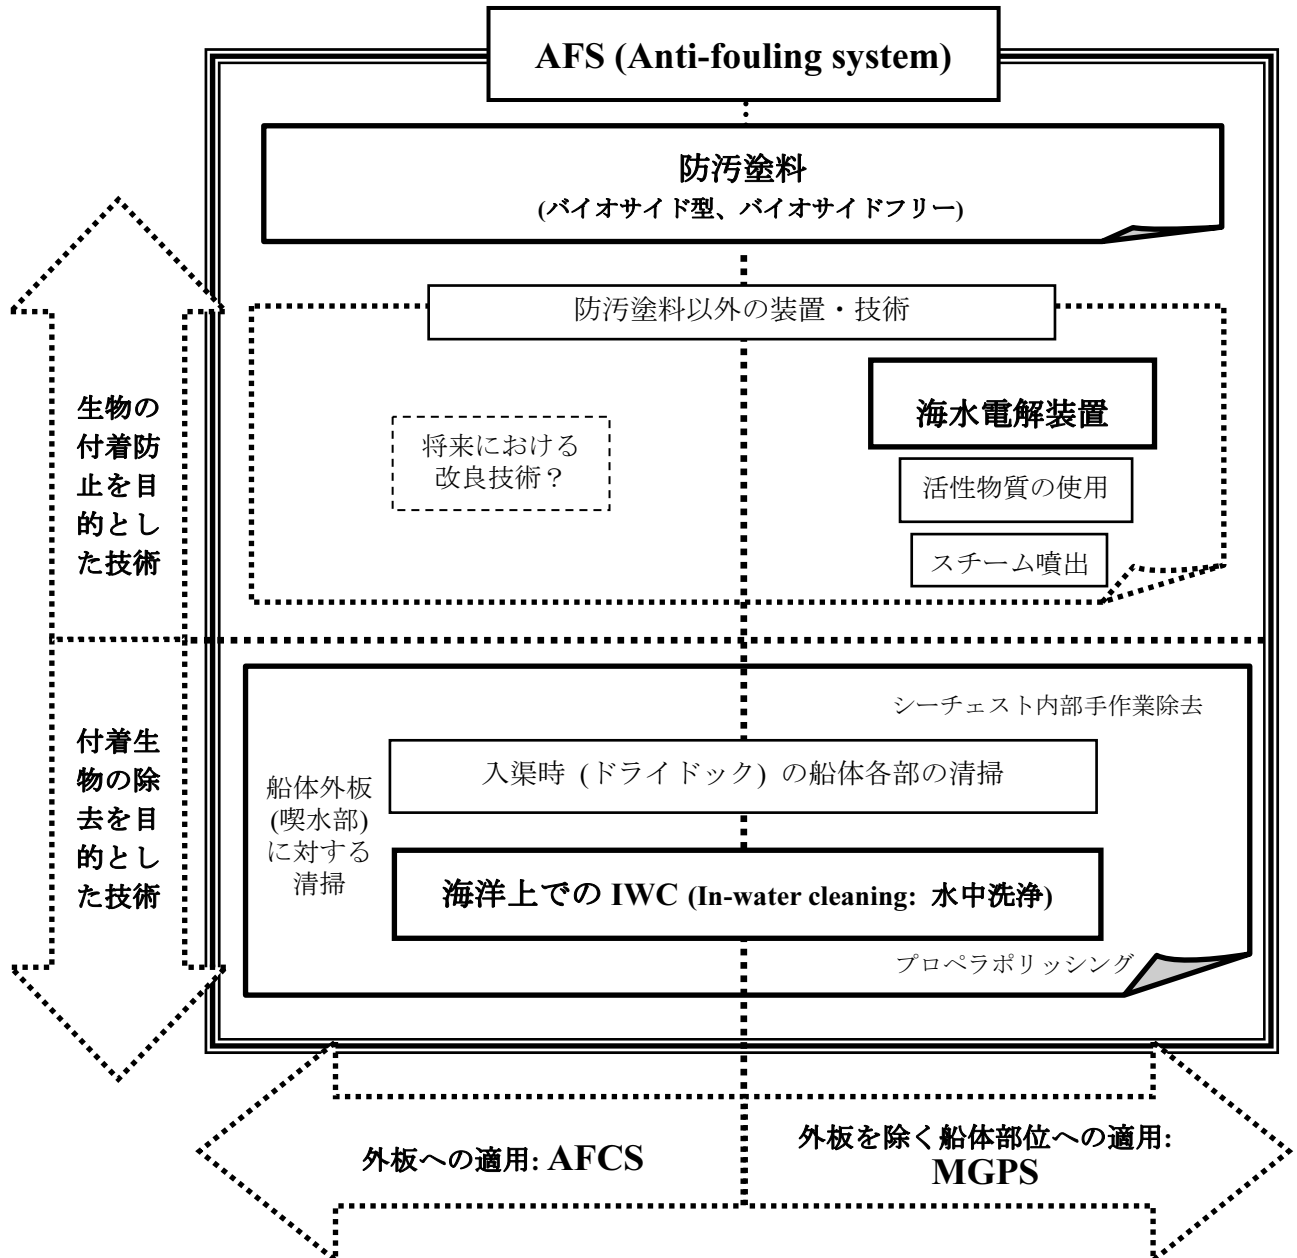 AFS (Anti-fouling system)
防汚塗料
(バイオサイド型、バイオサイドフリー)
防汚塗料以外の装置・技術
海水電解装置
将来における
改良技術？
活性物質の使用
スチーム噴出
生物の
付着防
止を目
的とし
た技術
シーチェスト内部手作業除去
入渠時 (ドライドック) の船体各部の清掃
船体外板
(喫水部)
に対する
清掃
海洋上での IWC (In-water cleaning: 水中洗浄)
プロペラポリッシング
付着生
物の除
去を目
的とし
た技術
外板への適用: AFCS
外板を除く船体部位への適用:
MGPS